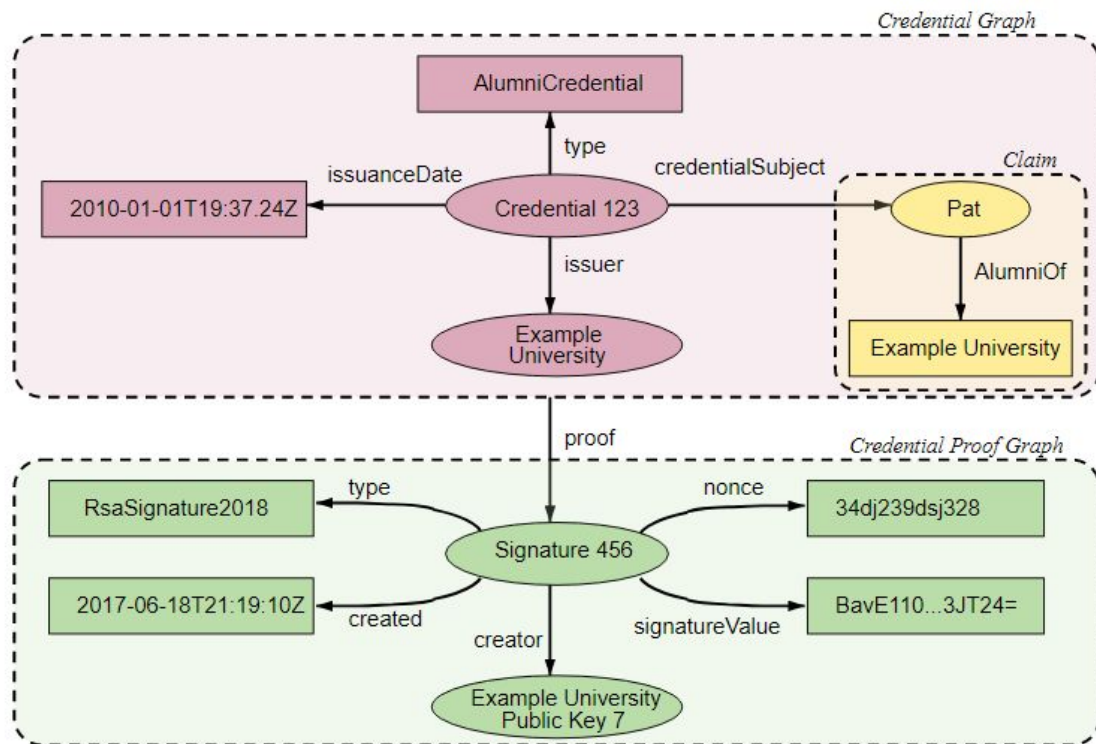 Credential Graph
AlumniCredential
type
issuanceDate
credentialSubject
Claim
2010-01-01T19:37.24Z
Credential 123
Pat
issuer
AlumniOf
Example
University
Example University
proof
Credential Proof Graph
type
nonce
RsaSignature2018
34dj239dsj328
Signature 456
2017-06-18T21:19:10Z
BavE110...3JT24=
created
signatureValue
creator
Example University
Public Key 7